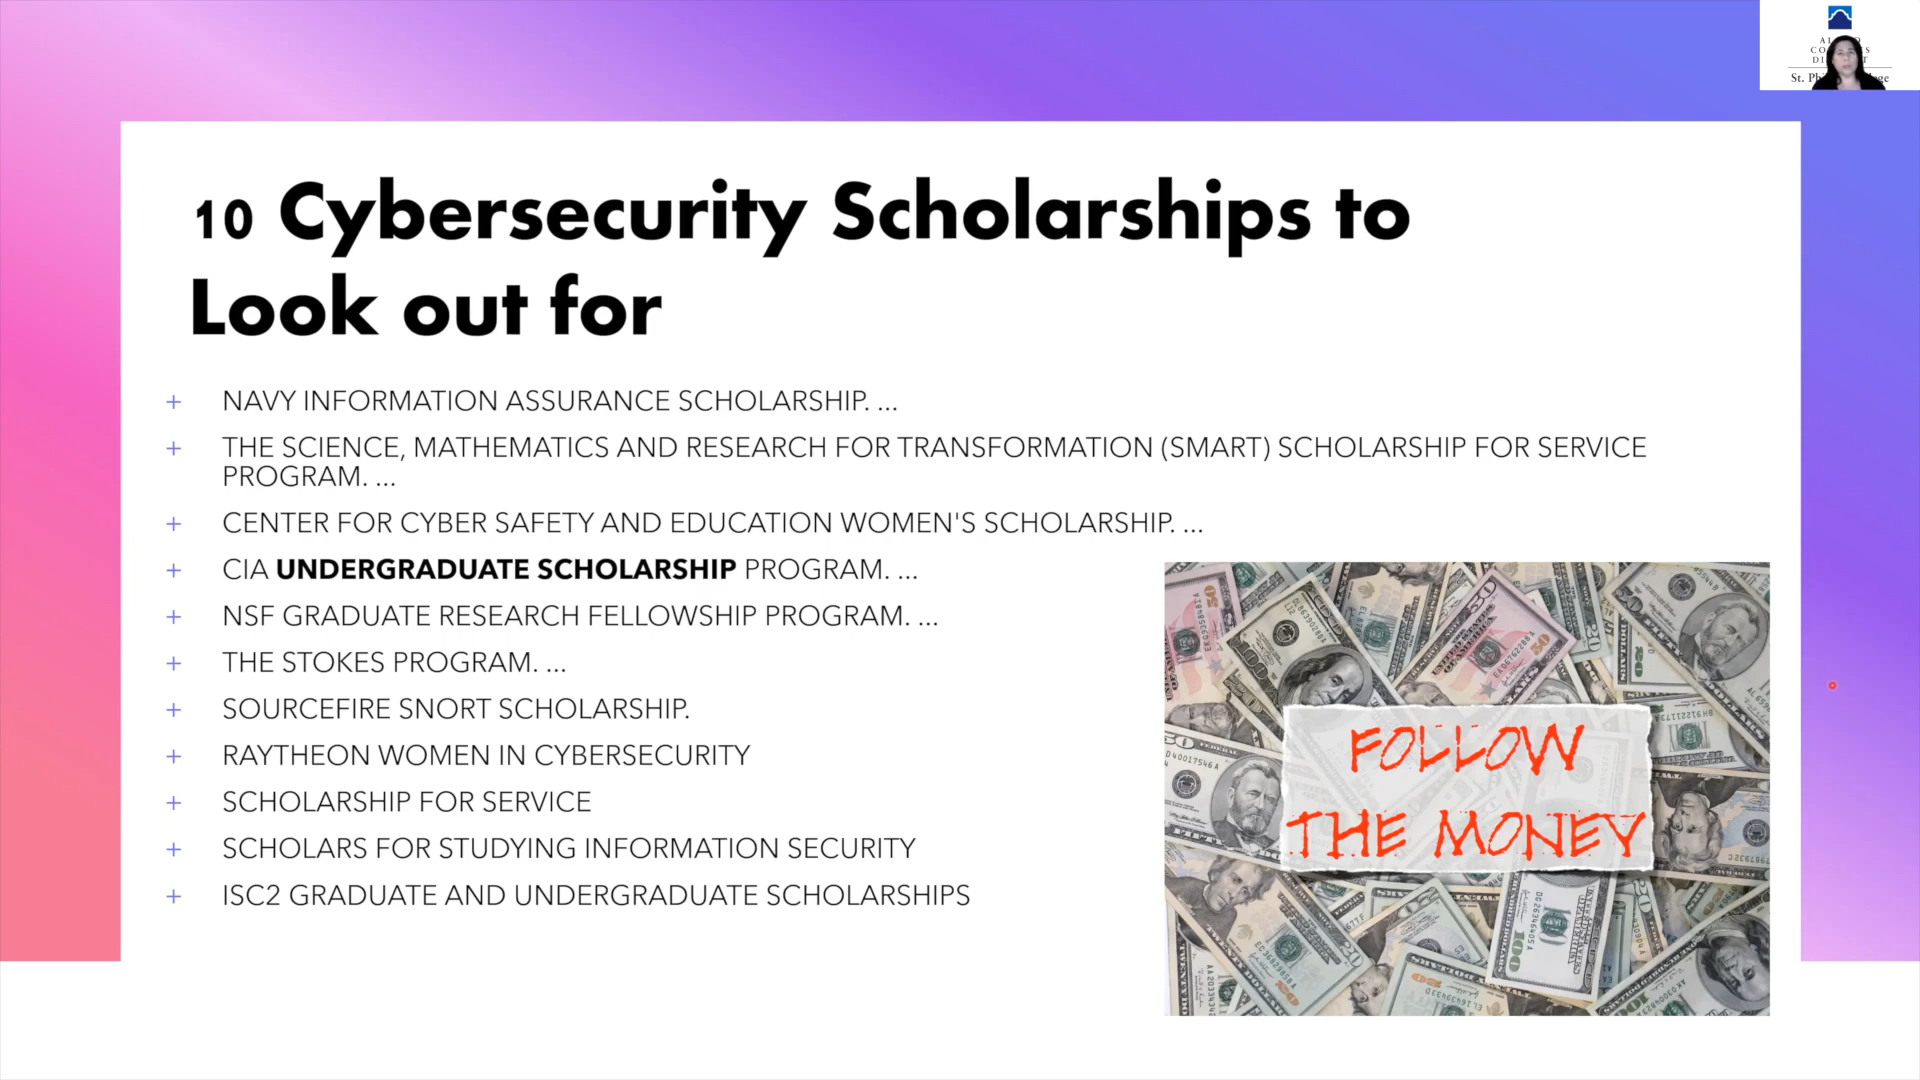 10 Cybersecurity Scholarships to
Look out for
+ NAVY INFORMATION ASSURANCE SCHOLARSHIP. ...
+ THE SCIENCE, MATHEMATICS AND RESEARCH FOR TRANSFORMATION (SMART) SCHOLARSHIP FOR SERVICE
PROGRAM. ...
+ CENTER FOR CYBER SAFETY AND EDUCATION WOMEN'S SCHOLARSHIP. ...
+ CIA UNDERGRADUATE SCHOLARSHIP PROGRAM. ...
+ NSF GRADUATE RESEARCH FELLOWSHIP PROGRAM. ...
+ THE STOKES PROGRAM. ...
+ SOURCEFIRE SNORT SCHOLARSHIP.
+ RAYTHEON WOMEN IN CYBERSECURITY
+ SCHOLARSHIP FOR SERVICE
+ SCHOLARS FOR STUDYING INFORMATION SECURITY
+ ISC2 GRADUATE AND UNDERGRADUATE SCHOLARSHIPS
FOLLOW
THE MONEY
St.